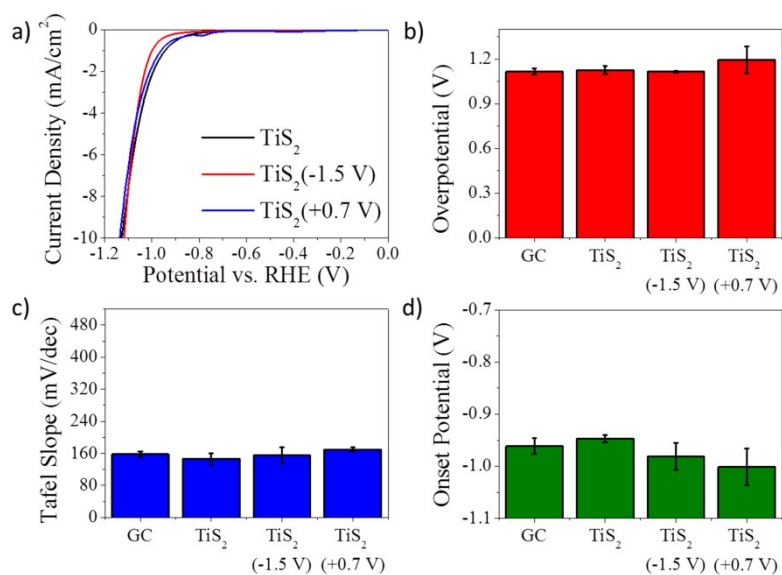 a)
Current Density (mA/cm²)
0
-2
-4
-6
-8
-10
TiS₂
TiS₂(-1.5 V)
TiS₂(+0.7 V)
-1.2 -1.0 -0.8 -0.6 -0.4 -0.2 0.0
Potential vs. RHE (V)
b)
Overpotential (V)
1.2
0.9
0.6
0.3
0.0
GC TiS₂ TiS₂ TiS₂
(-1.5 V) (+0.7 V)
c)
Tafel Slope (mV/dec)
480
400
320
240
160
80
0
GC TiS₂ TiS₂ TiS₂
(-1.5 V) (+0.7 V)
d)
Onset Potential (V)
-0.7
-0.8
-0.9
-1.0
-1.1
GC TiS₂ TiS₂ TiS₂
(-1.5 V) (+0.7 V)